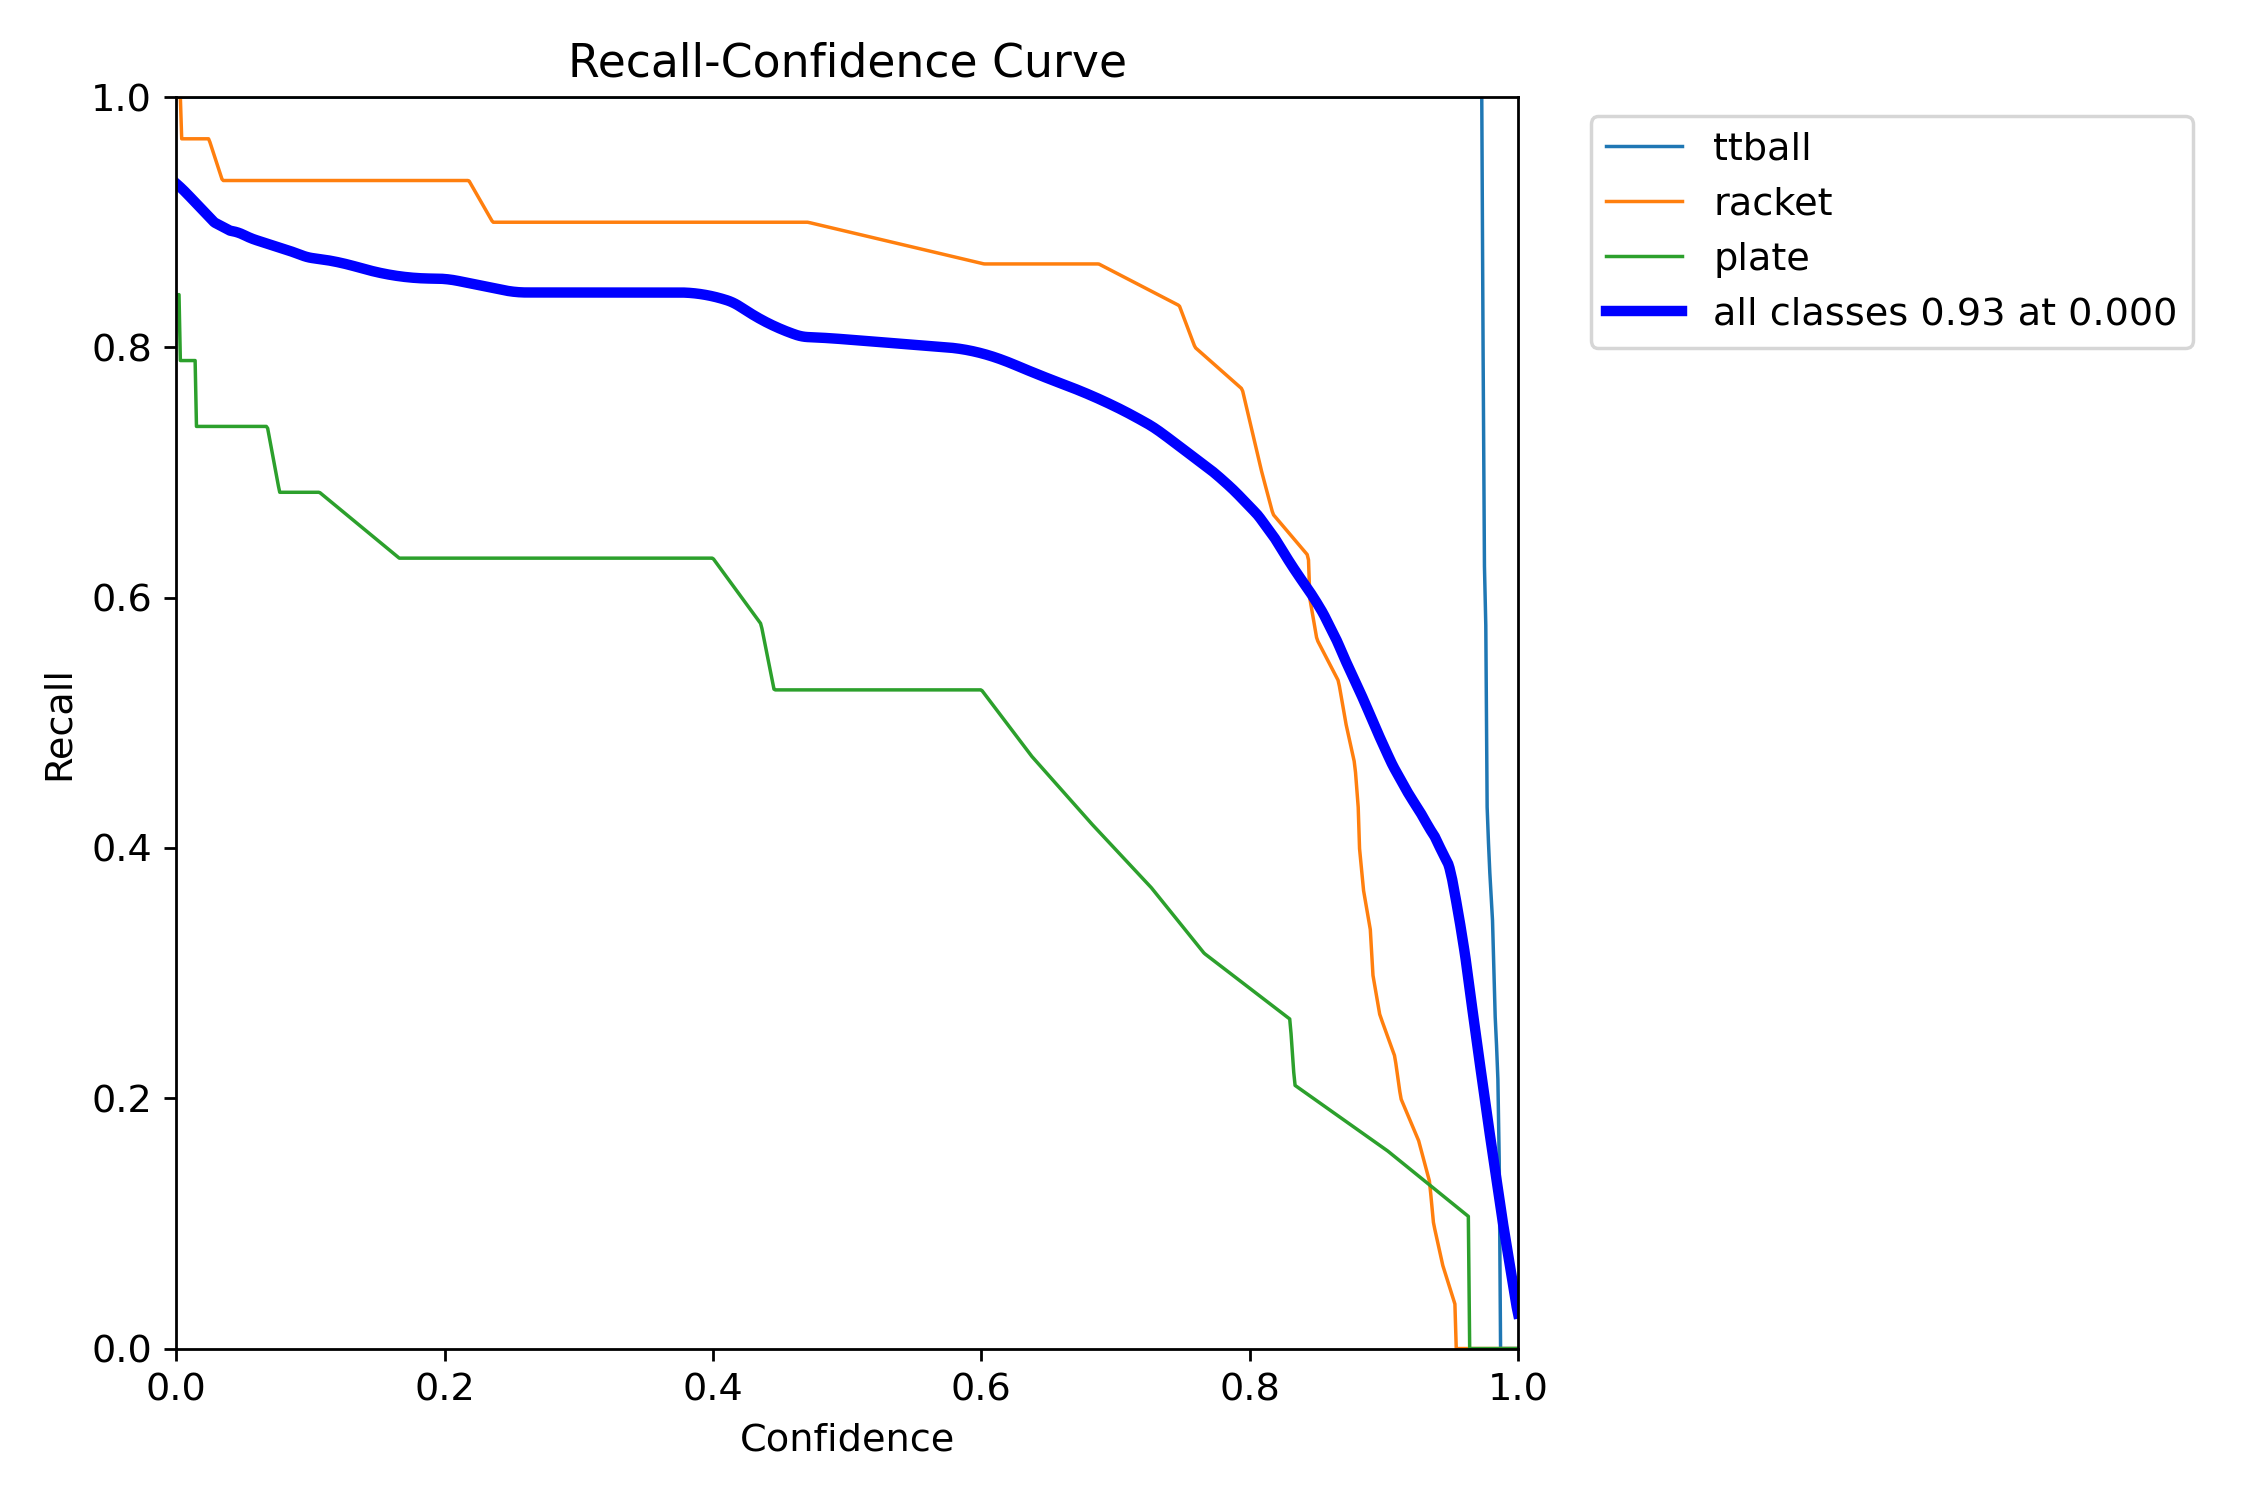 Recall-Confidence Curve
1.0
0.8
0.6
0.4
0.2
0.0
Recall
0.0 0.2 0.4 0.6 0.8 1.0
Confidence
ttball
racket
plate
all classes 0.93 at 0.000